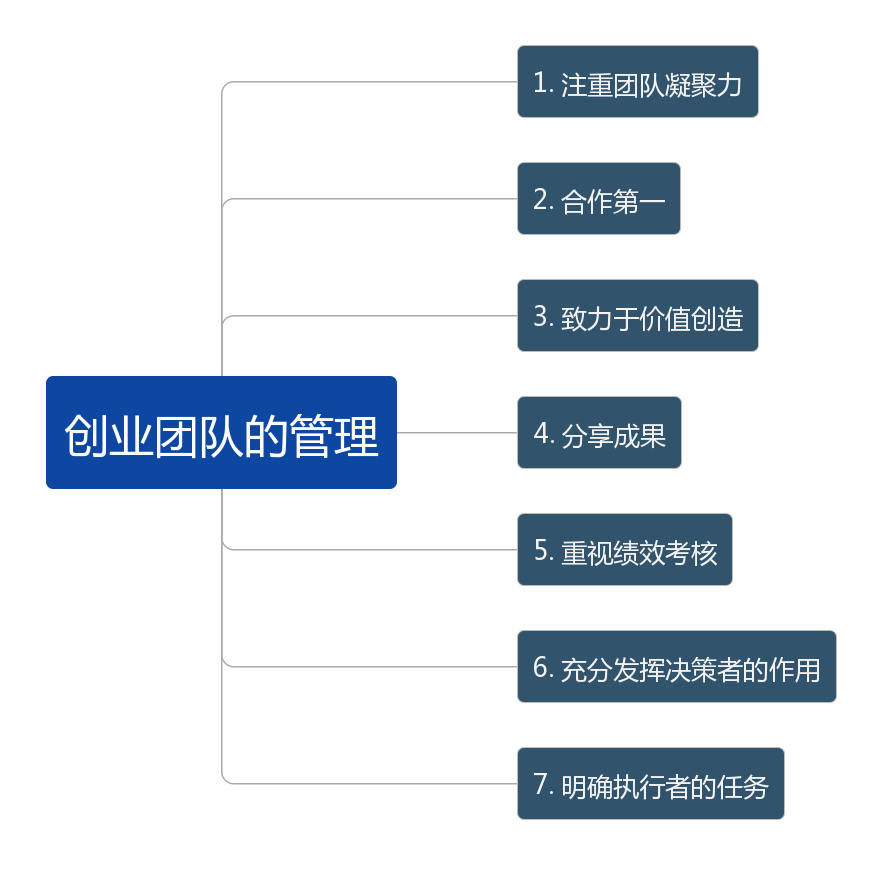 创业团队的管理
1. 注重团队凝聚力
2. 合作第一
3. 致力于价值创造
4. 分享成果
5. 重视绩效考核
6. 充分发挥决策者的作用
7. 明确执行者的任务